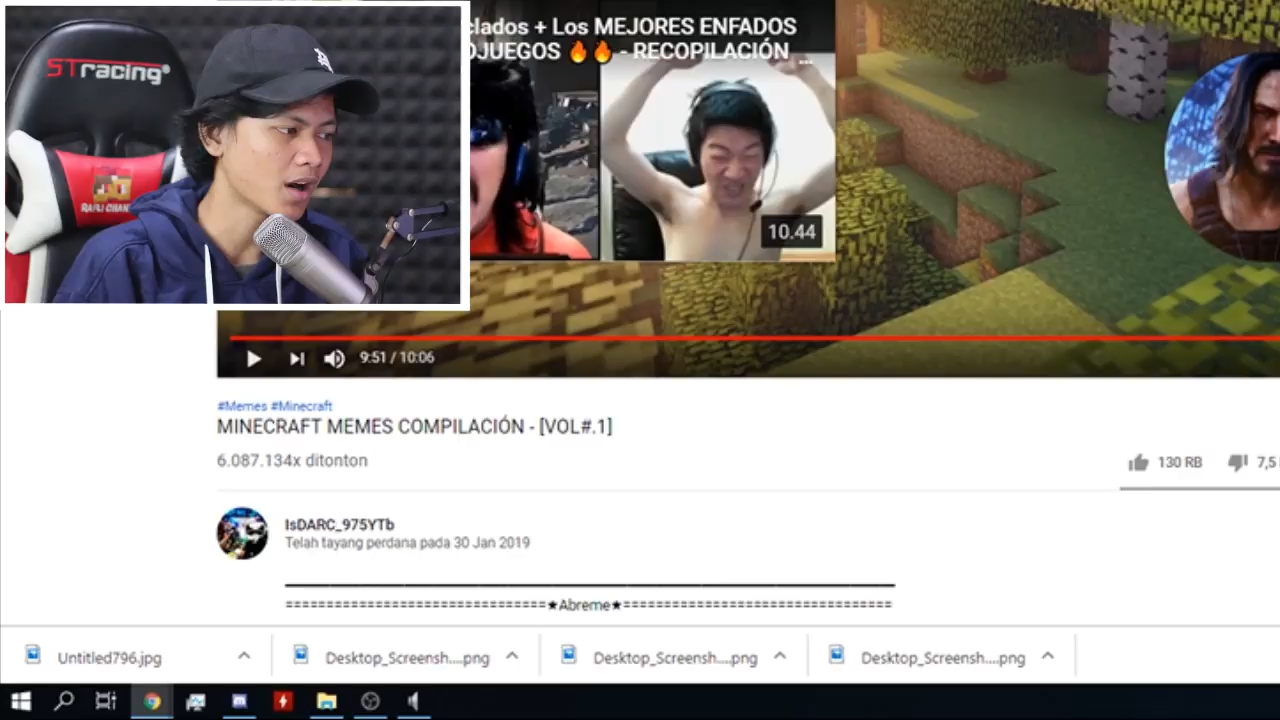 STracing
clados + Los MEJORES ENFADOS
OJUEGOS 🔥🔥 - RECOPILACIÓN ...
10.44
9:51 / 10:06
#Memes #Minecraft
MINECRAFT MEMES COMPILACIÓN - [VOL#.1]
6.087.134x ditonton
130 RB
7,5
IsDARC_975YTb
Telah tayang perdana pada 30 Jan 2019
================================★Abreme★=================================
Untitled796.jpg
Desktop_Screensh....png
Desktop_Screensh....png
Desktop_Screensh....png